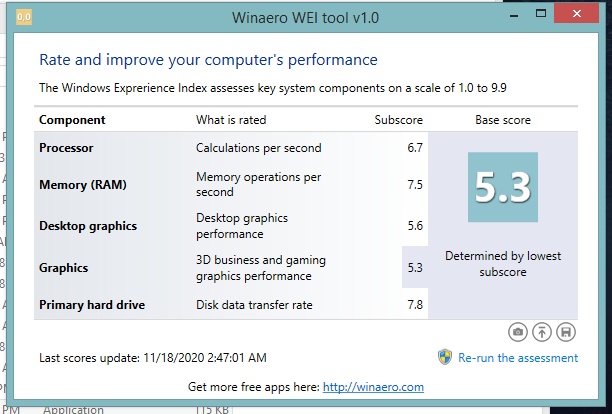 Winaero WEI tool v1.0
Rate and improve your computer's performance
The Windows Exprerience Index assesses key system components on a scale of 1.0 to 9.9
Component What is rated Subscore Base score
Processor Calculations per second 6.7
Memory (RAM) Memory operations per
second 7.5
Desktop graphics Desktop graphics
performance 5.6
Graphics 3D business and gaming
graphics performance 5.3
Primary hard drive Disk data transfer rate 7.8
5.3
Determined by lowest
subscore
Last scores update: 11/18/2020 2:47:01 AM
Re-run the assessment
Get more free apps here: http://winaero.com
PM Application 115 KB